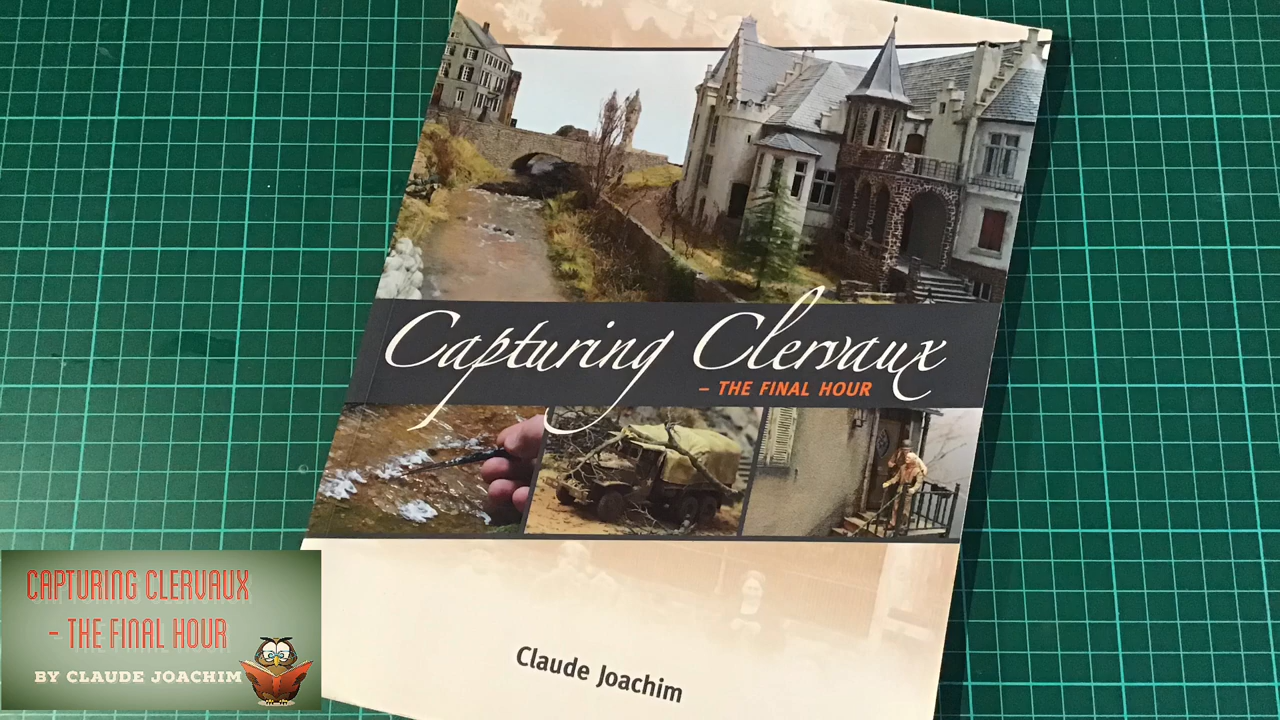 Capturing Clervaux
– THE FINAL HOUR
Claude Joachim
CAPTURING CLERVAUX
- THE FINAL HOUR
BY CLAUDE JOACHIM